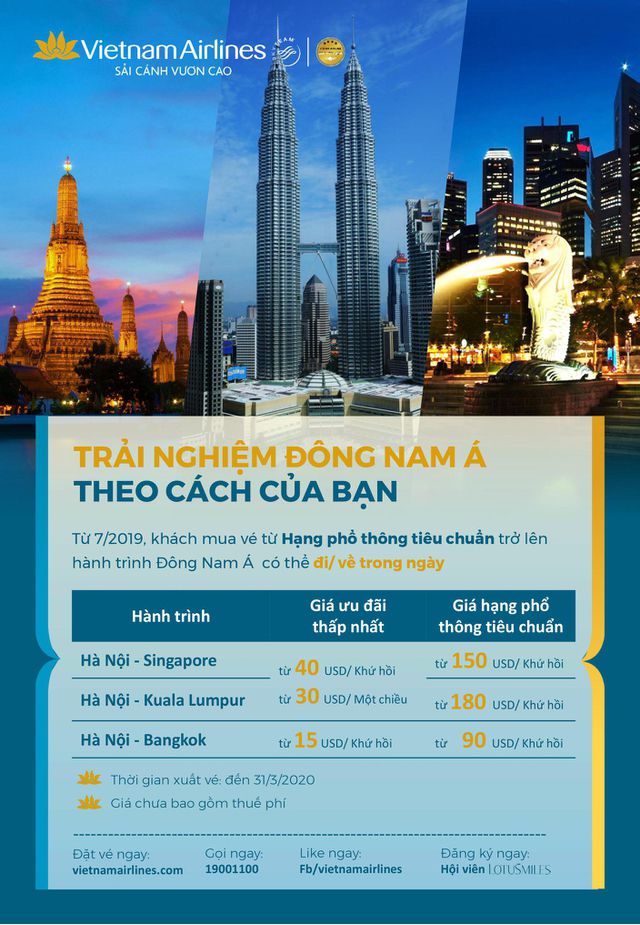 Vietnam Airlines
SẢI CÁNH VƯƠN CAO
TRẢI NGHIỆM ĐÔNG NAM Á
THEO CÁCH CỦA BẠN
Từ 7/2019, khách mua vé từ Hạng phổ thông tiêu chuẩn trở lên
hành trình Đông Nam Á có thể đi/ về trong ngày
Hành trình
Giá ưu đãi
thấp nhất
Giá hạng phổ
thông tiêu chuẩn
Hà Nội - Singapore
từ 40 USD/ Khứ hồi
từ 150 USD/ Khứ hồi
Hà Nội - Kuala Lumpur
từ 30 USD/ Một chiều
từ 180 USD/ Khứ hồi
Hà Nội - Bangkok
từ 15 USD/ Khứ hồi
từ 90 USD/ Khứ hồi
Thời gian xuất vé: đến 31/3/2020
Giá chưa bao gồm thuế phí
Đặt vé ngay:
vietnamairlines.com
Gọi ngay:
19001100
Like ngay:
Fb/vietnamairlines
Đăng ký ngay:
Hội viên | LOTUSMILES